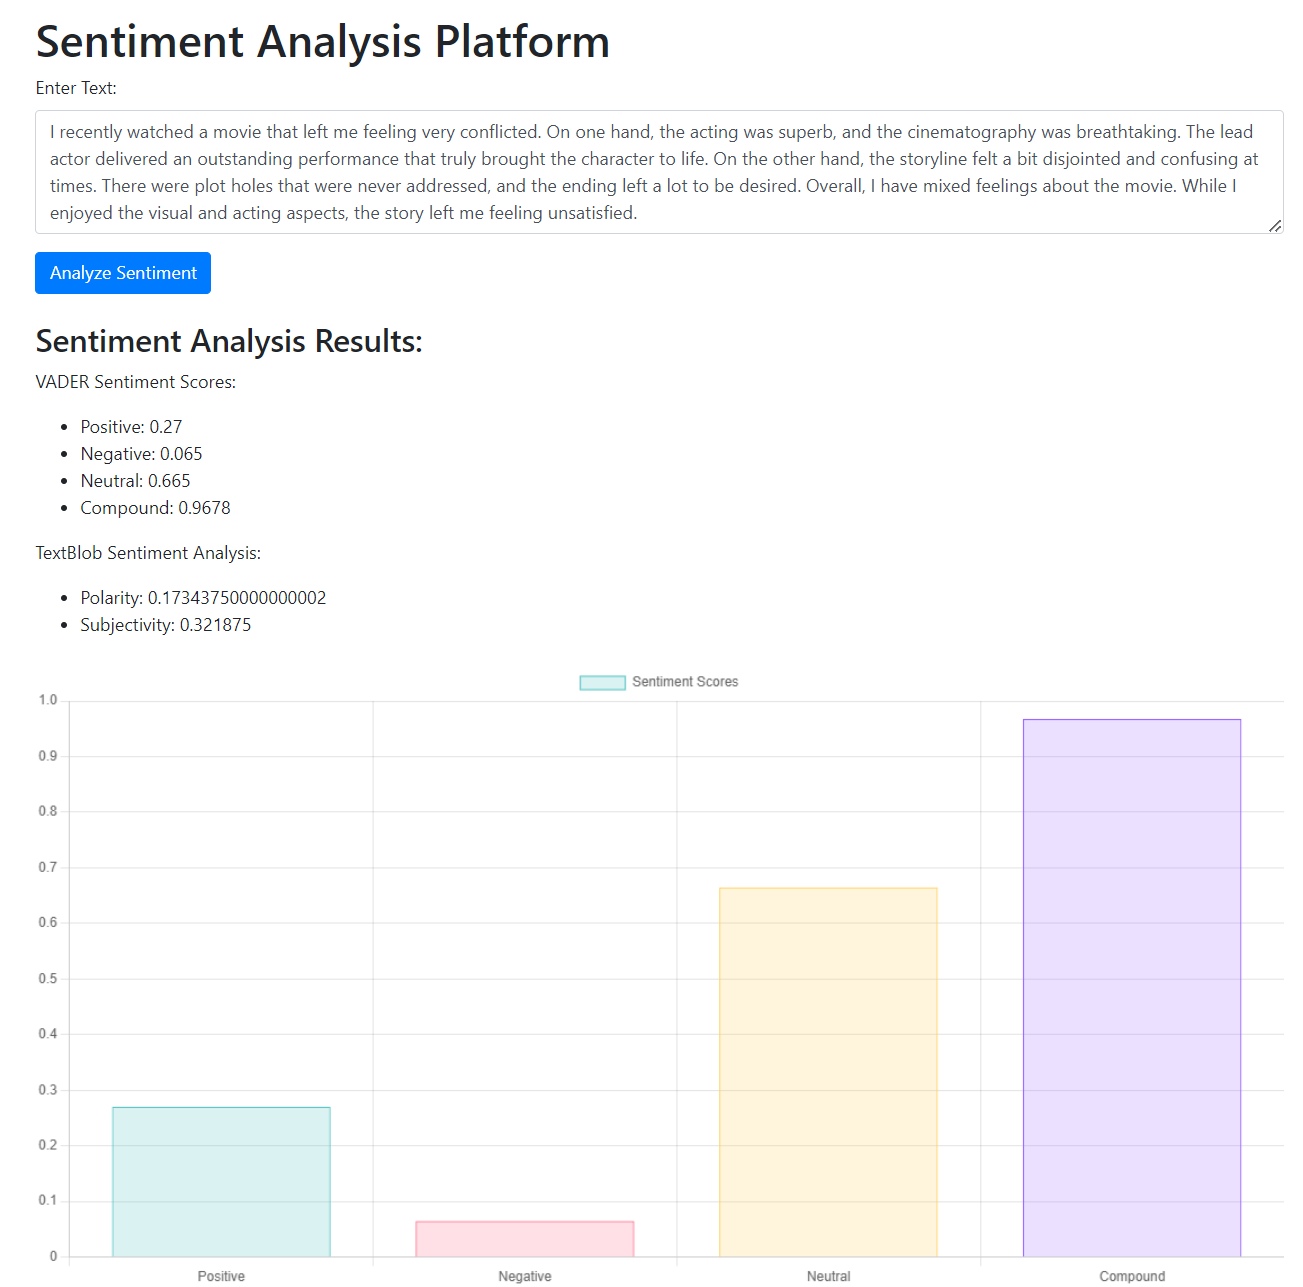 Sentiment Analysis Platform
Enter Text:
I recently watched a movie that left me feeling very conflicted. On one hand, the acting was superb, and the cinematography was breathtaking. The lead
actor delivered an outstanding performance that truly brought the character to life. On the other hand, the storyline felt a bit disjointed and confusing at
times. There were plot holes that were never addressed, and the ending left a lot to be desired. Overall, I have mixed feelings about the movie. While I
enjoyed the visual and acting aspects, the story left me feeling unsatisfied.
Analyze Sentiment
Sentiment Analysis Results:
VADER Sentiment Scores:
• Positive: 0.27
• Negative: 0.065
• Neutral: 0.665
• Compound: 0.9678
TextBlob Sentiment Analysis:
• Polarity: 0.17343750000000002
• Subjectivity: 0.321875
Sentiment Scores
1.0
0.9
0.8
0.7
0.6
0.5
0.4
0.3
0.2
0.1
0
Positive Negative Neutral Compound